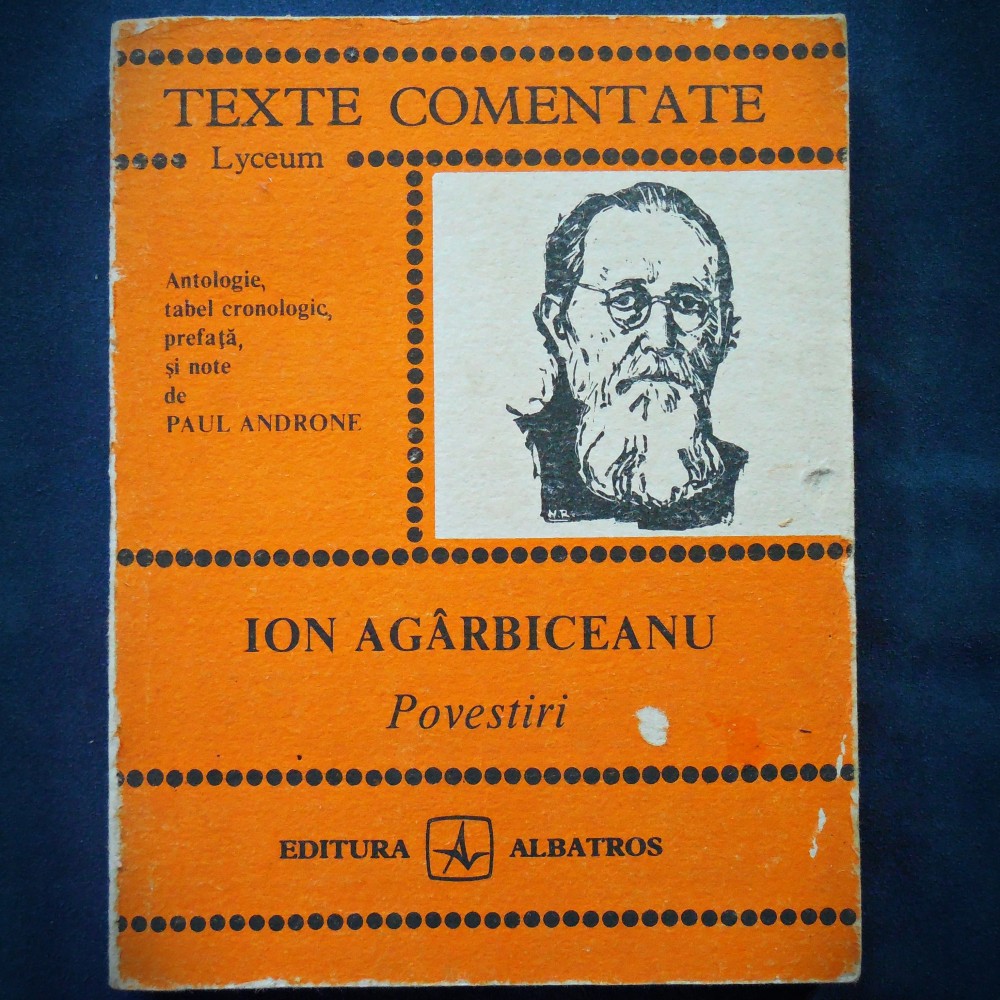 TEXTE COMENTATE
Lyceum
Antologie,
tabel cronologic,
prefață,
și note
de
PAUL ANDRONE
H.R.
ION AGÂRBICEANU
Povestiri
EDITURA ALBATROS